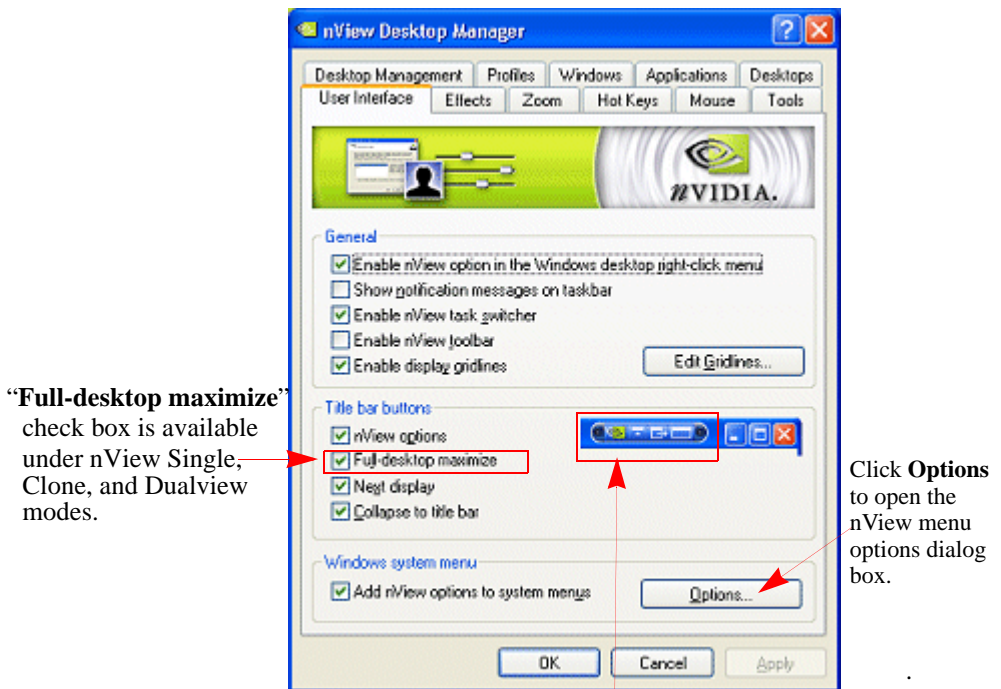 nView Desktop Manager
Desktop Management Profiles Windows Applications Desktops
User Interface Effects Zoom Hot Keys Mouse Tools
nVIDIA.
General
Enable nView option in the Windows desktop right-click menu
Show notification messages on taskbar
Enable nView task switcher
Enable nView toolbar
Enable display gridlines
Edit Gridlines...
“Full-desktop maximize”
check box is available
under nView Single,
Clone, and Dualview
modes.
Title bar buttons
nView options
Full-desktop maximize
Next display
Collapse to title bar
Click Options
to open the
nView menu
options dialog
box.
Windows system menu
Add nView options to system menus
Options...
OK Cancel Apply
.